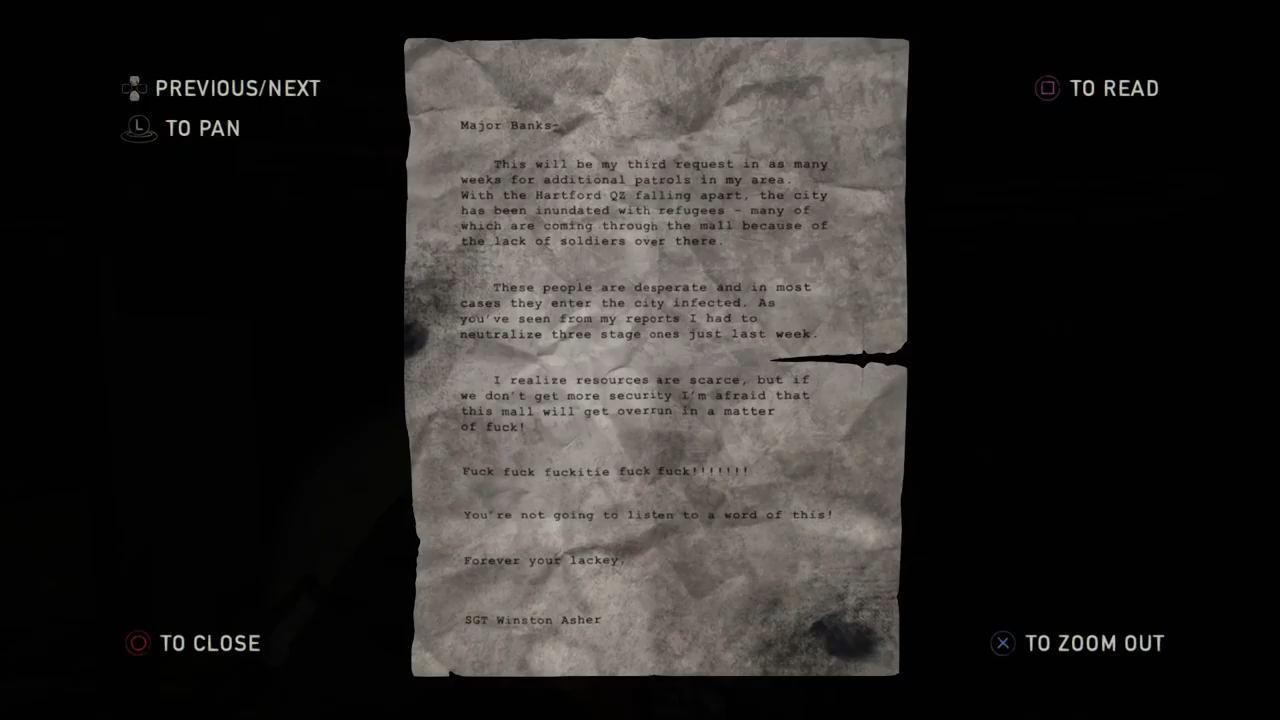 PREVIOUS/NEXT
L TO PAN
TO READ
Major Banks-
This will be my third request in as many
weeks for additional patrols in my area.
With the Hartford QZ falling apart, the city
has been inundated with refugees - many of
which are coming through the mall because of
the lack of soldiers over there.
These people are desperate and in most
cases they enter the city infected. As
you've seen from my reports I had to
neutralize three stage ones just last week.
I realize resources are scarce, but if
we don't get more security I'm afraid that
this mall will get overrun in a matter
of fuck!
Fuck fuck fuckitie fuck fuck!!!!!!!
You're not going to listen to a word of this!
Forever your lackey,
SGT Winston Asher
TO CLOSE
TO ZOOM OUT